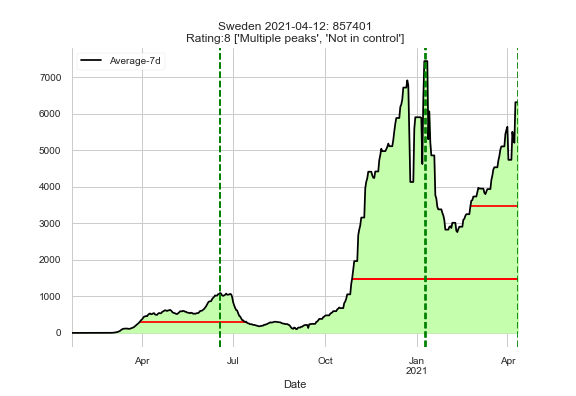 Sweden 2021-04-12: 857401
Rating:8 ['Multiple peaks', 'Not in control']
Average-7d
7000
6000
5000
4000
3000
2000
1000
0
Apr
Jul
Oct
Jan
2021
Apr
Date